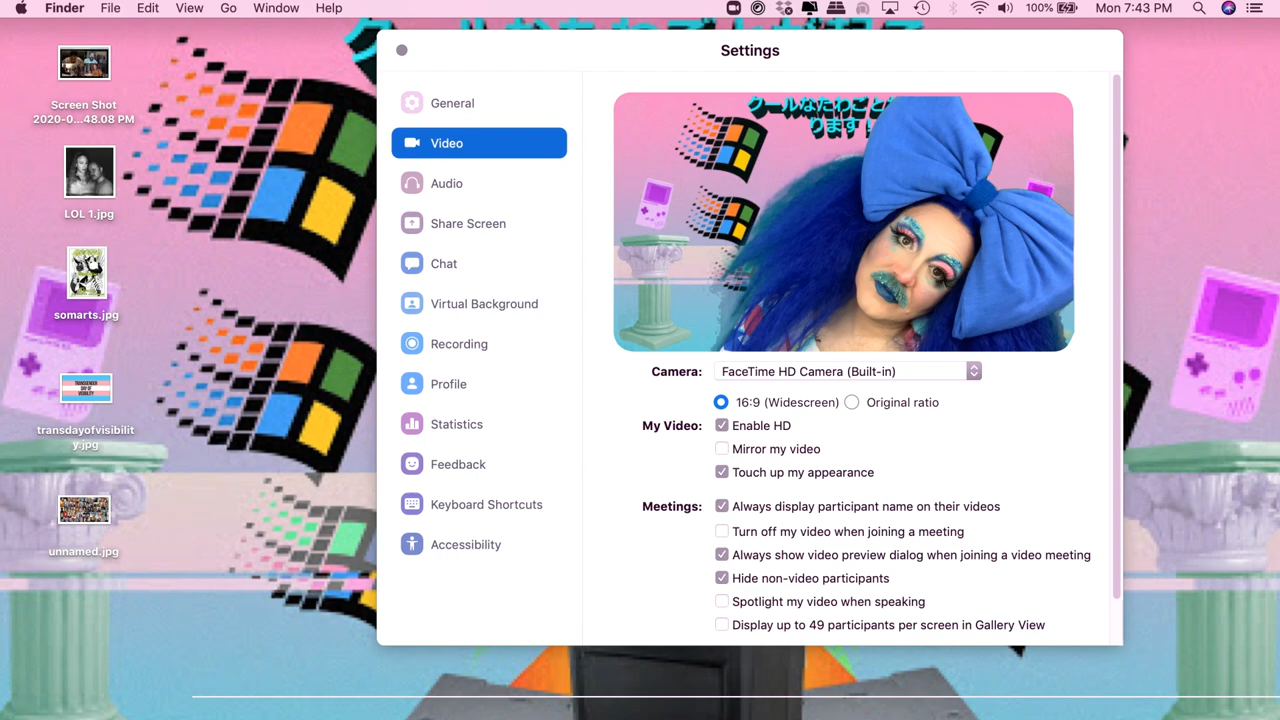 Finder File Edit View Go Window Help 100% Mon 7:43 PM
Screen Shot
2020-0...48.08 PM
LOL 1.jpg
somarts.jpg
TRANSGENDER
DAY OF
VISIBILITY
transdayofvisibilit
y.jpg
unnamed.jpg
Settings
General
Video
Audio
Share Screen
Chat
Virtual Background
Recording
Profile
Statistics
Feedback
Keyboard Shortcuts
Accessibility
Camera: FaceTime HD Camera (Built-in)
16:9 (Widescreen) Original ratio
My Video: Enable HD
Mirror my video
Touch up my appearance
Meetings: Always display participant name on their videos
Turn off my video when joining a meeting
Always show video preview dialog when joining a video meeting
Hide non-video participants
Spotlight my video when speaking
Display up to 49 participants per screen in Gallery View